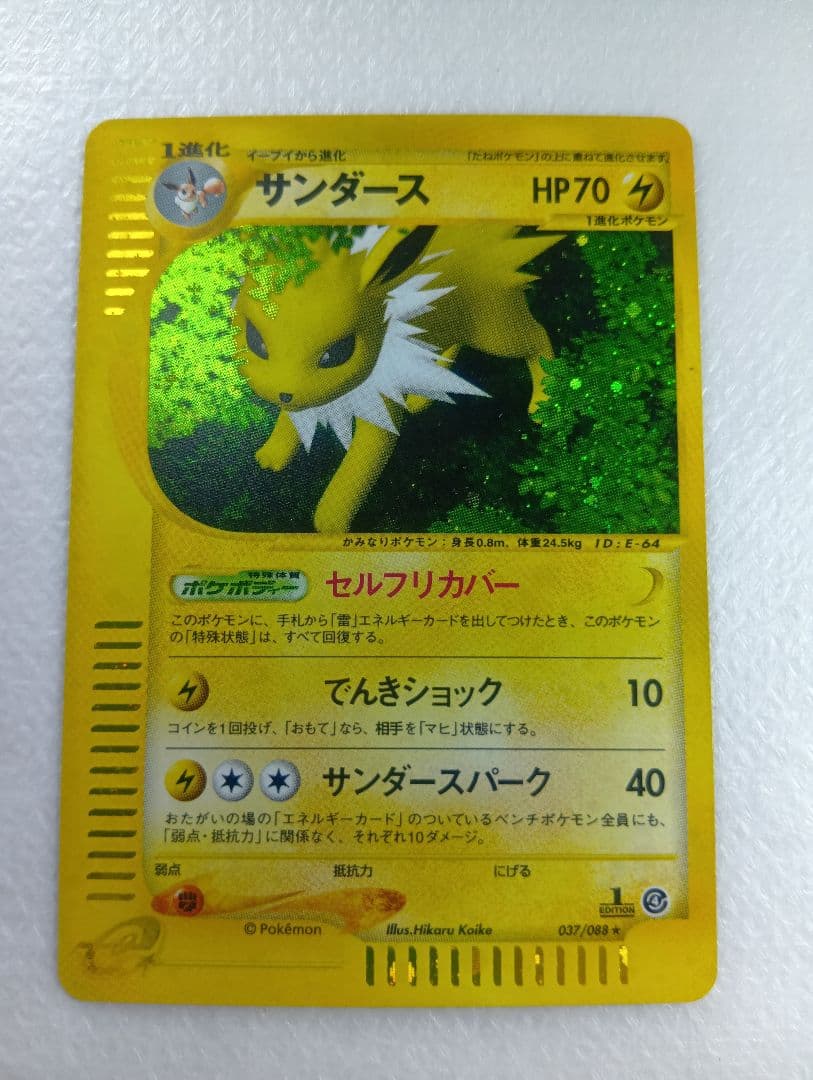 1進化 イーブイから進化 「たねポケモン」の上に重ねて進化させます。
サンダース HP70
1進化ポケモン
かみなりポケモン：身長0.8m、体重24.5kg ID：E-64
特殊体質
ポケボディー セルフリカバー
このポケモンに、手札から「雷」エネルギーカードを出してつけたとき、このポケモン
の「特殊状態」は、すべて回復する。
でんきショック 10
コインを1回投げ、「おもて」なら、相手を「マヒ」状態にする。
サンダースパーク 40
おたがいの場の「エネルギーカード」のついているベンチポケモン全員にも、
「弱点・抵抗力」に関係なく、それぞれ10ダメージ。
弱点 抵抗力 にげる
1
EDITION
4
©Pokémon Illus.Hikaru Koike 037/088★